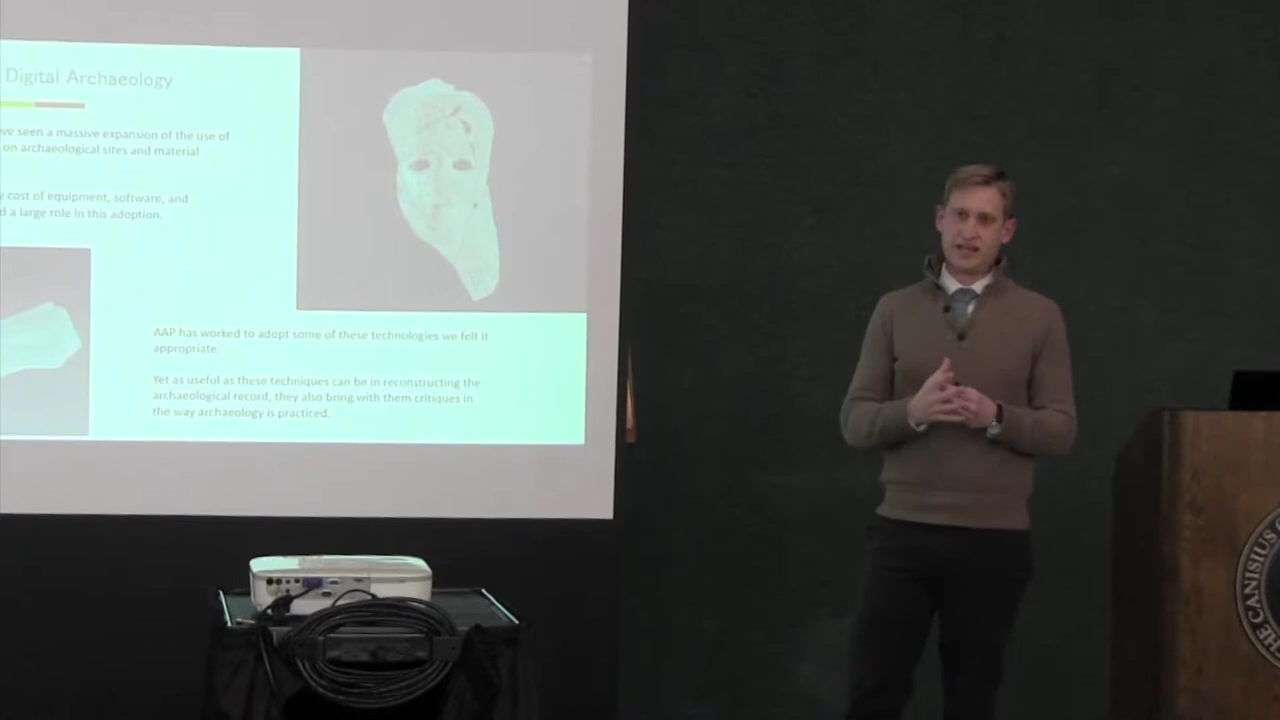 Digital Archaeology
ve seen a massive expansion of the use of
on archaeological sites and material
cost of equipment, software, and
d a large role in this adoption.
AAP has worked to adopt some of these technologies we felt it
appropriate.
Yet as useful as these techniques can be in reconstructing the
archaeological record, they also bring with them critiques in
the way archaeology is practiced.
THE CANISIUS